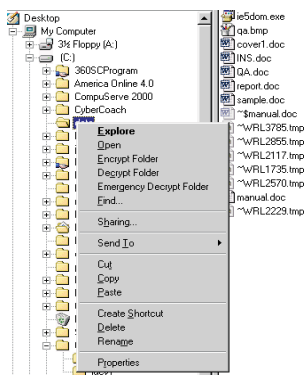 Desktop
My Computer
3½ Floppy (A:)
(C:)
360SCProgram
America Online 4.0
CompuServe 2000
CyberCoach
Explore
Open
Encrypt Folder
Decrypt Folder
Emergency Decrypt Folder
Find...
Sharing...
Send To
Cut
Copy
Paste
Create Shortcut
Delete
Rename
Properties
ie5dom.exe
qa.bmp
cover1.doc
INS.doc
QA.doc
report.doc
sample.doc
~$manual.doc
~WRL3785.tmp
~WRL2855.tmp
~WRL2117.tmp
~WRL1735.tmp
~WRL2570.tmp
manual.doc
~WRL2229.tmp